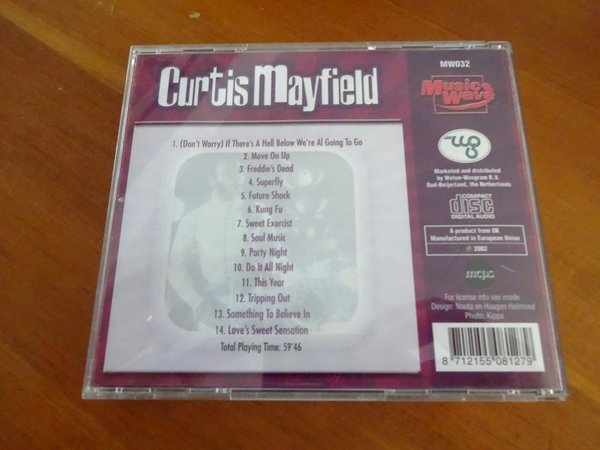 Curtis Mayfield
1. (Don't Worry) If There's A Hell Below We're Al Going To Go
2. Move On Up
3. Freddie's Dead
4. Superfly
5. Future Shock
6. Kung Fu
7. Sweet Exorcist
8. Soul Music
9. Party Night
10. Do It All Night
11. This Year
12. Tripping Out
13. Something To Believe In
14. Love's Sweet Sensation
Total Playing Time: 59'46
MW032
Music
Wave
Marketed and distributed
by Weton-Wesgram B.V.
Oud-Beijerland, the Netherlands
COMPACT
disc
DIGITAL AUDIO
A product from UK
Manufactured in European Union
℗ 2002
mcps
For license info see inside
Design: Nouta en Haagen Helmond
Photo: Kippa
8 712155 081279